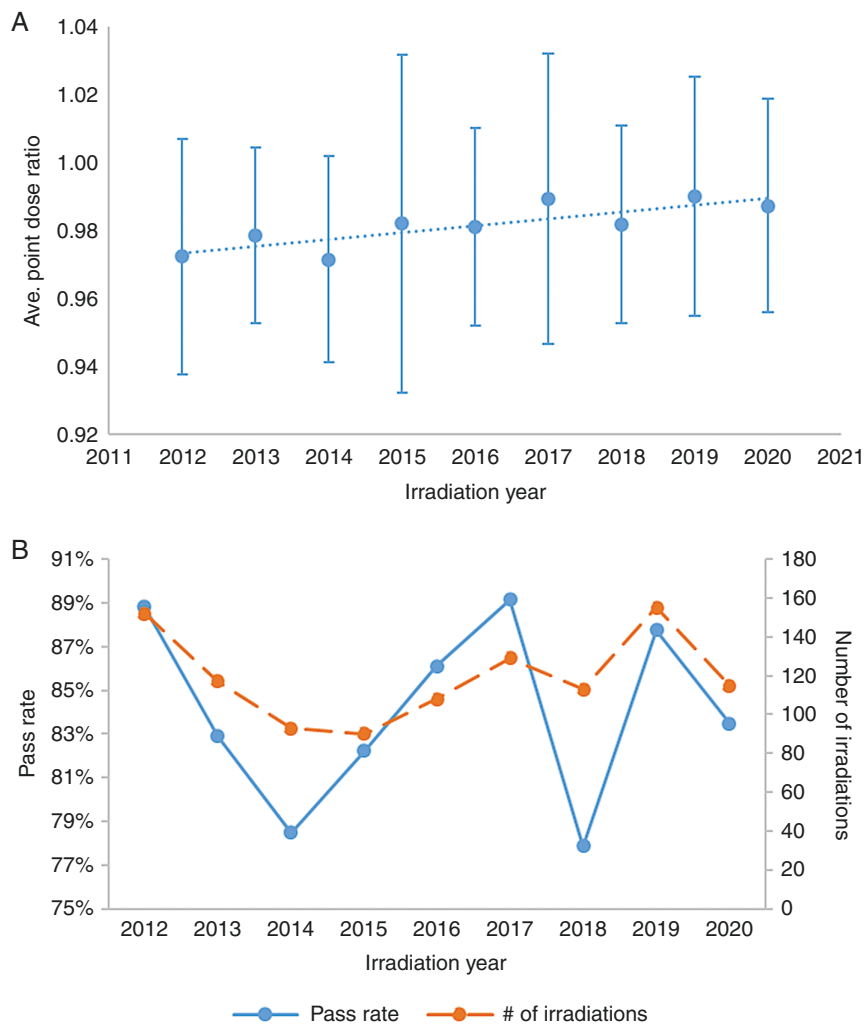 A
1.04
1.02
1.00
0.98
0.96
0.94
0.92
Ave. point dose ratio
2011 2012 2013 2014 2015 2016 2017 2018 2019 2020 2021
Irradiation year
B
91%
89%
87%
85%
83%
81%
79%
77%
75%
Pass rate
180
160
140
120
100
80
60
40
20
0
Number of irradiations
2012 2013 2014 2015 2016 2017 2018 2019 2020
Irradiation year
Pass rate # of irradiations